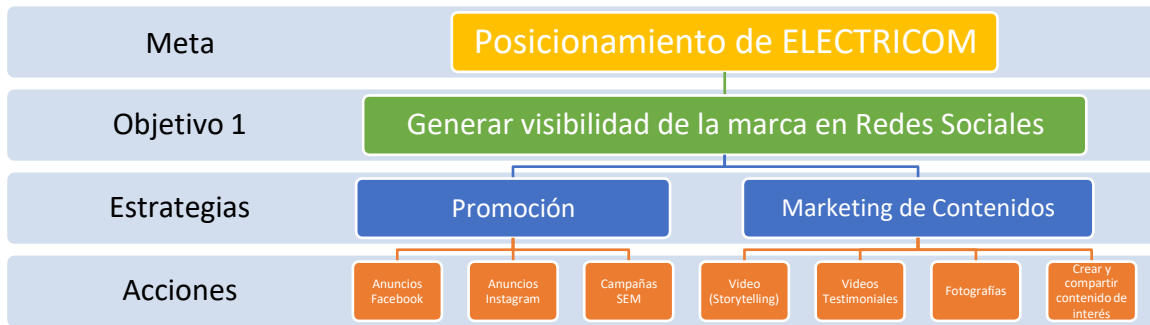 Meta
Posicionamiento de ELECTRICOM
Objetivo 1
Generar visibilidad de la marca en Redes Sociales
Estrategias
Promoción
Marketing de Contenidos
Acciones
Anuncios
Facebook
Anuncios
Instagram
Campañas
SEM
Video
(Storytelling)
Videos
Testimoniales
Fotografías
Crear y
compartir
contenido de
interés